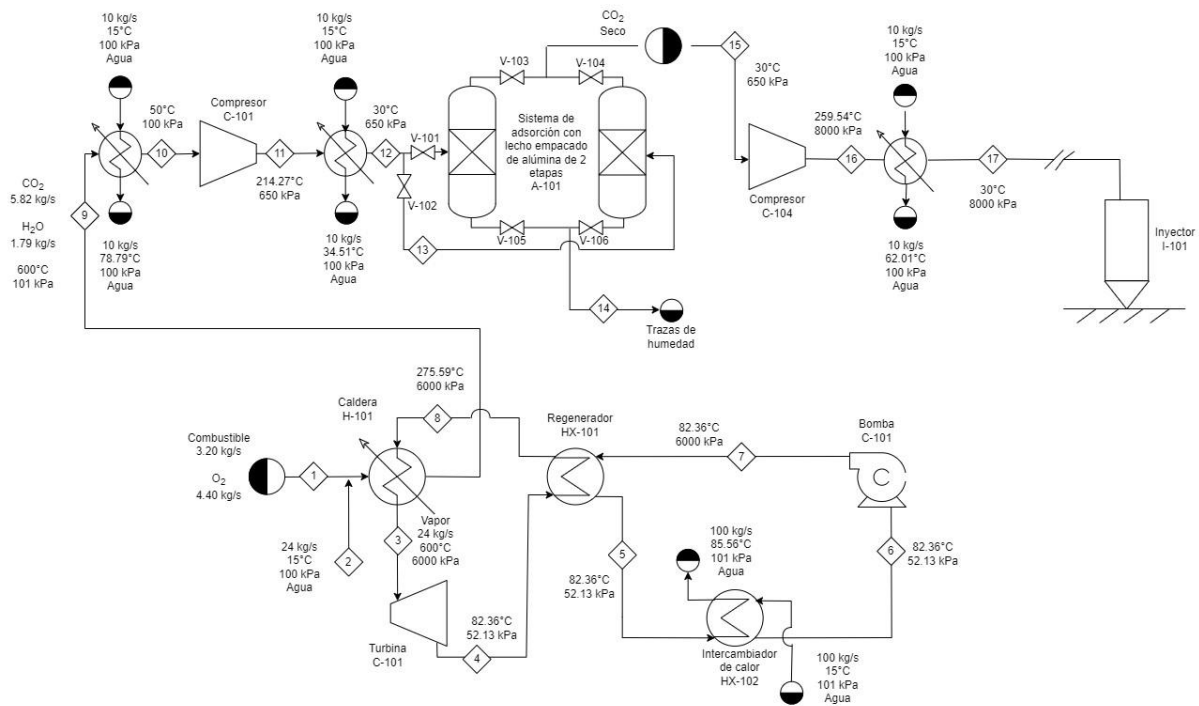 10 kg/s
15°C
100 kPa
Agua
10 kg/s
15°C
100 kPa
Agua
CO2
Seco
10 kg/s
15°C
100 kPa
Agua
V-103
V-104
15
30°C
650 kPa
50°C
100 kPa
Compresor
C-101
30°C
650 kPa
V-101
Sistema de
adsorción con
lecho empacado
de alúmina de 2
etapas
A-101
259.54°C
8000 kPa
10
11
12
16
17
214.27°C
650 kPa
V-102
Compresor
C-104
30°C
8000 kPa
CO2
5.82 kg/s
9
H2O
1.79 kg/s
600°C
101 kPa
10 kg/s
78.79°C
100 kPa
Agua
10 kg/s
34.51°C
100 kPa
Agua
V-105
V-106
13
10 kg/s
62.01°C
100 kPa
Agua
Inyector
I-101
14
Trazas de
humedad
275.59°C
6000 kPa
Caldera
H-101
8
Regenerador
HX-101
82.36°C
6000 kPa
Bomba
C-101
7
C
Combustible
3.20 kg/s
O2
4.40 kg/s
1
2
24 kg/s
15°C
100 kPa
Agua
3
Vapor
24 kg/s
600°C
6000 kPa
Turbina
C-101
4
82.36°C
52.13 kPa
5
82.36°C
52.13 kPa
100 kg/s
85.56°C
101 kPa
Agua
6
82.36°C
52.13 kPa
Intercambiador
de calor
HX-102
100 kg/s
15°C
101 kPa
Agua